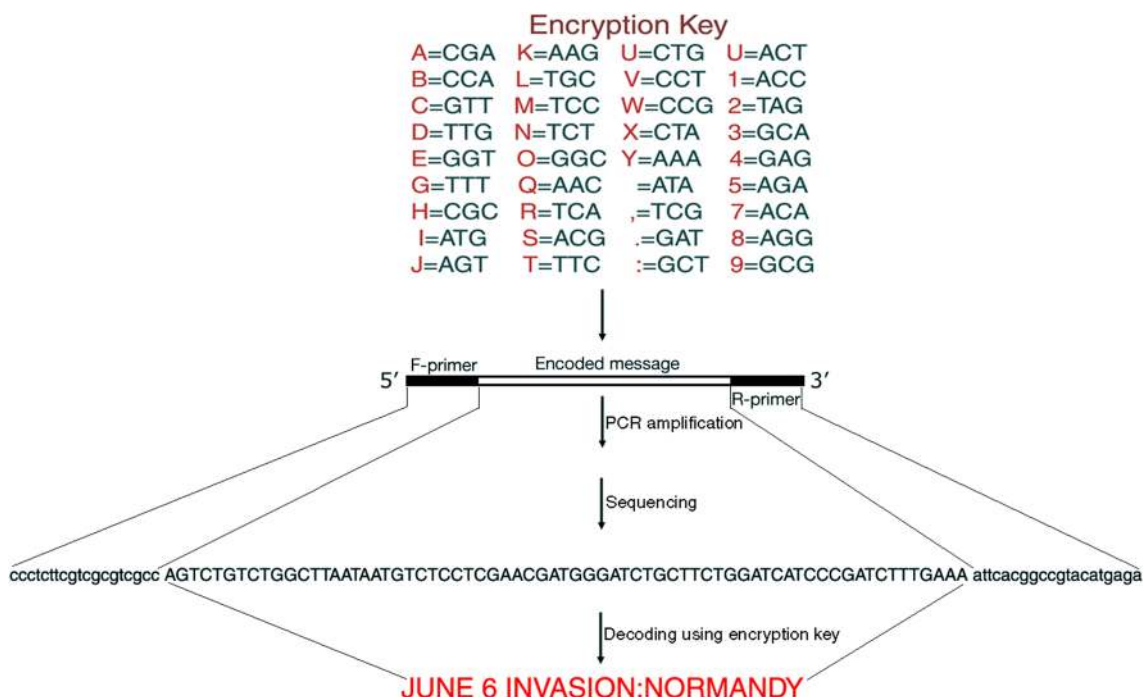 Encryption Key
A=CGA K=AAG U=CTG U=ACT
B=CCA L=TGC V=CCT 1=ACC
C=GTT M=TCC W=CCG 2=TAG
D=TTG N=TCT X=CTA 3=GCA
E=GGT O=GGC Y=AAA 4=GAG
G=TTT Q=AAC =ATA 5=AGA
H=CGC R=TCA ,=TCG 7=ACA
I=ATG S=ACG .=GAT 8=AGG
J=AGT T=TTC :=GCT 9=GCG
F-primer Encoded message
5′ 3′
R-primer
PCR amplification
Sequencing
ccctcttcgtcgcgtcgcc AGTCTGTCTGGCTTAATAATGTCTCCTCGAACGATGGGATCTGCTTCTGGATCATCCCGATCTTTGAAA attcacggccgtacatgaga
Decoding using encryption key
JUNE 6 INVASION:NORMANDY